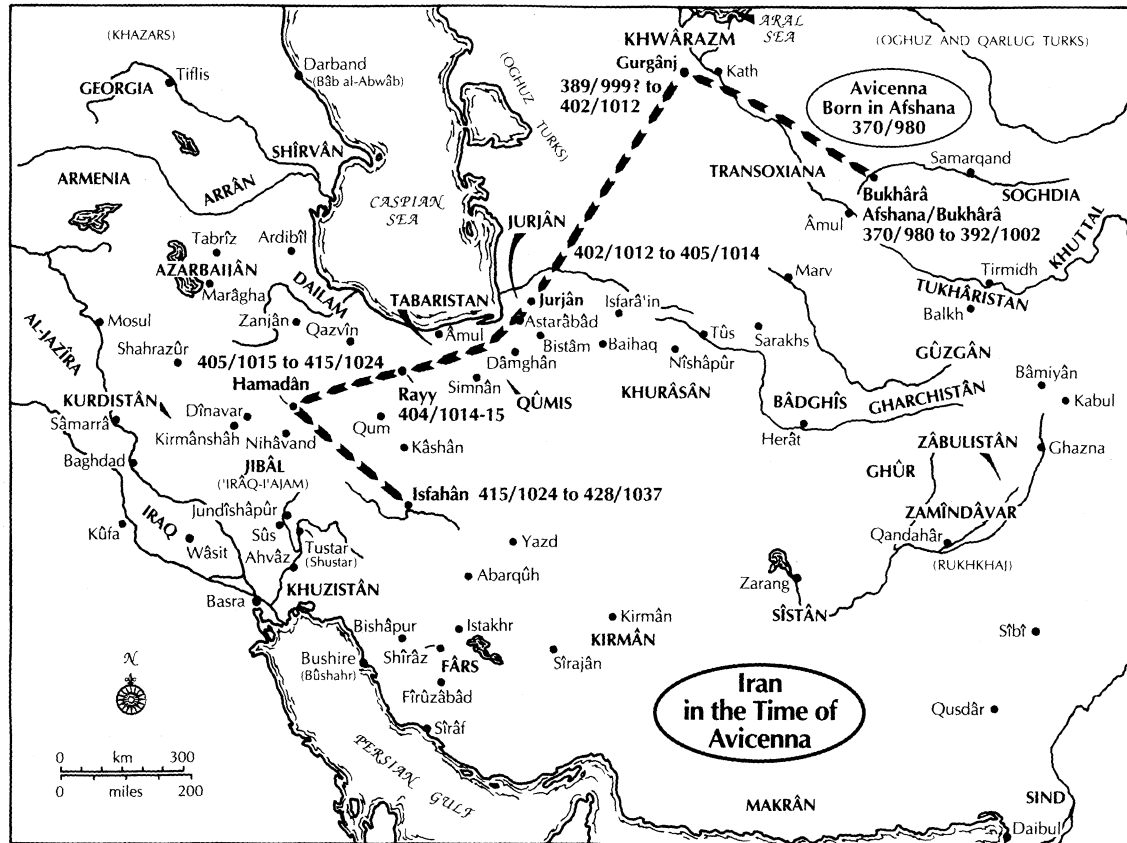 (KHAZARS)
ARAL
SEA
KHWÂRAZM
(OGHUZ AND QARLUG TURKS)
Darband
(Bâb al-Abwâb)
Tiflis
GEORGIA
(OGHUZ
TURKS)
Gurgânj
Kath
389/999? to
402/1012
Avicenna
Born in Afshana
370/980
SHÎRVÂN
ARMENIA
ARRÂN
CASPIAN
SEA
TRANSOXIANA
Samarqand
SOGHDIA
Bukhârâ
Afshana/Bukhârâ
370/980 to 392/1002
Âmul
KHUTTAL
JURJÂN
402/1012 to 405/1014
Tabrîz
Ardibîl
AZARBAIJÂN
Marâgha
DAILAM
TABARISTAN
Marv
Tirmidh
TUKHÂRISTAN
Balkh
Jurjân
Isfarâ'in
Astarâbâd
Mosul
AL-JAZÎRA
Zanjân
Qazvîn
Âmul
Bistâm
Baihaq
Tûs
Nîshâpûr
Sarakhs
GÛZGÂN
Shahrazûr
405/1015 to 415/1024
Hamadân
Dâmghân
Simnân
Rayy
404/1014-15
QÛMIS
KHURÂSÂN
BÂDGHÎS
GHARCHISTÂN
Bâmiyân
Kabul
KURDISTÂN
Dînavar
Sâmarrâ
Kirmânshâh
Nihâvand
Qum
Kâshân
Herât
ZÂBULISTÂN
Ghazna
Baghdad
JIBÂL
('IRÂQ-I'AJAM)
GHÛR
Isfahân 415/1024 to 428/1037
Jundîshâpûr
IRAQ
Kûfa
Wâsit
Sûs
Ahvâz
Tustar
(Shustar)
Yazd
ZAMÎNDÂVAR
Qandahâr
(RUKHKHAJ)
Abarqûh
Zarang
KHUZISTÂN
Basra
SÎSTÂN
Kirmân
Bishâpur
Istakhr
KIRMÂN
Sîbî
Shîrâz
FÂRS
Sîrajân
Bushire
(Bûshahr)
Fîrûzâbâd
N
Iran
in the Time of
Avicenna
Qusdâr
Sîrâf
PERSIAN
GULF
0 km 300
0 miles 200
MAKRÂN
SIND
Daibul